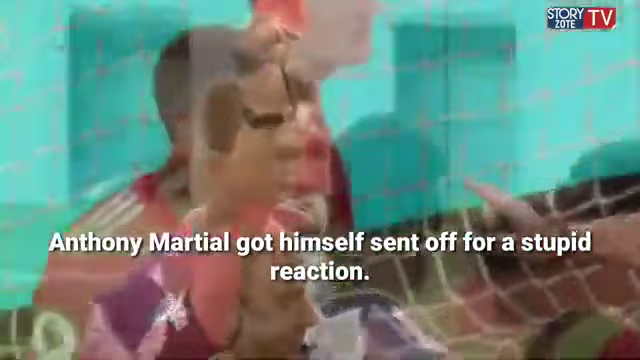 STORY
ZOTE TV
Anthony Martial got himself sent off for a stupid
reaction.